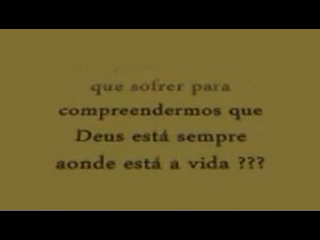 que sofrer para
compreendermos que
Deus está sempre
aonde está a vida ???